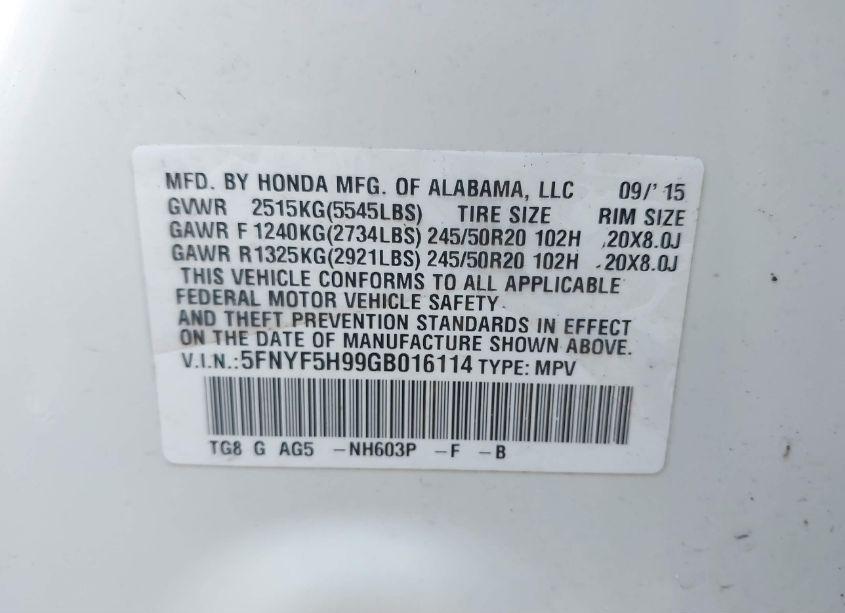 MFD. BY HONDA MFG. OF ALABAMA, LLC 09/'15
GVWR 2515KG(5545LBS) TIRE SIZE RIM SIZE
GAWR F 1240KG(2734LBS) 245/50R20 102H 20X8.0J
GAWR R1325KG(2921LBS) 245/50R20 102H 20X8.0J
THIS VEHICLE CONFORMS TO ALL APPLICABLE
FEDERAL MOTOR VEHICLE SAFETY
AND THEFT PREVENTION STANDARDS IN EFFECT
ON THE DATE OF MANUFACTURE SHOWN ABOVE.
V.I.N.:5FNYF5H99GB016114 TYPE: MPV
TG8 G AG5 -NH603P -F -B